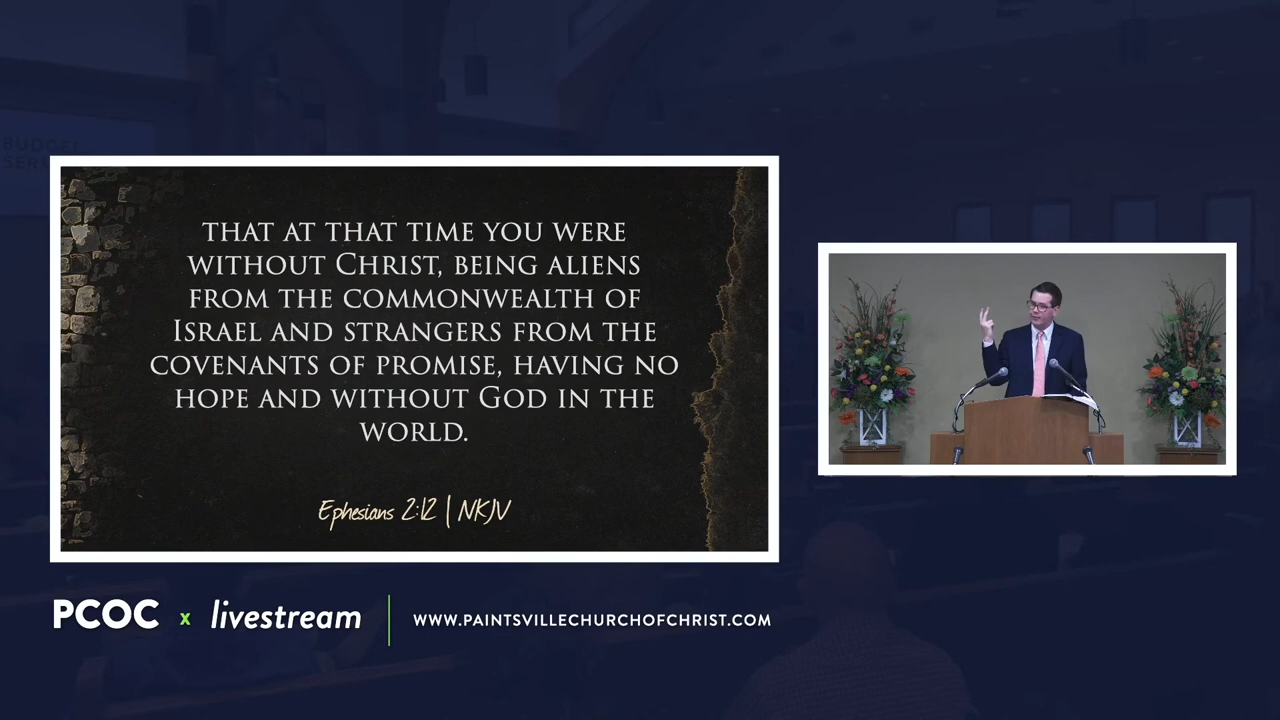 BUDGET
THAT AT THAT TIME YOU WERE
WITHOUT CHRIST, BEING ALIENS
FROM THE COMMONWEALTH OF
ISRAEL AND STRANGERS FROM THE
COVENANTS OF PROMISE, HAVING NO
HOPE AND WITHOUT GOD IN THE
WORLD.
Ephesians 2:12 | NKJV
PCOC x livestream | WWW.PAINTSVILLECHURCHOFCHRIST.COM